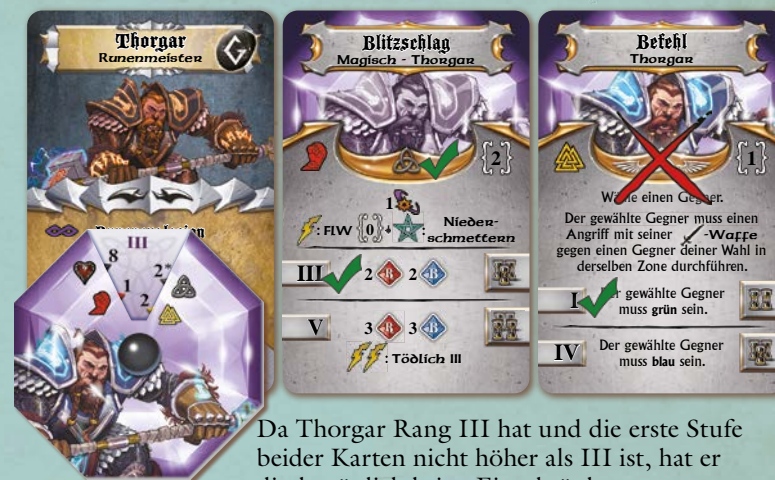 Thorgar
Runenmeister
III
8
1
2*
2
Blitzschlag
Magisch - Thorgar
2
1
: FLW {0} + : Nieder-
schmettern
III 2 B 2 B
V 3 B 3 B
: Tödlich III
Befehl
Thorgar
1
einen Gegner.
Der gewählte Gegner muss einen
Angriff mit seiner -Waffe
gegen einen Gegner deiner Wahl in
derselben Zone durchführen.
I gewählte Gegner
muss grün sein.
IV Der gewählte Gegner
muss blau sein.
Da Thorgar Rang III hat und die erste Stufe
beider Karten nicht höher als III ist, hat er